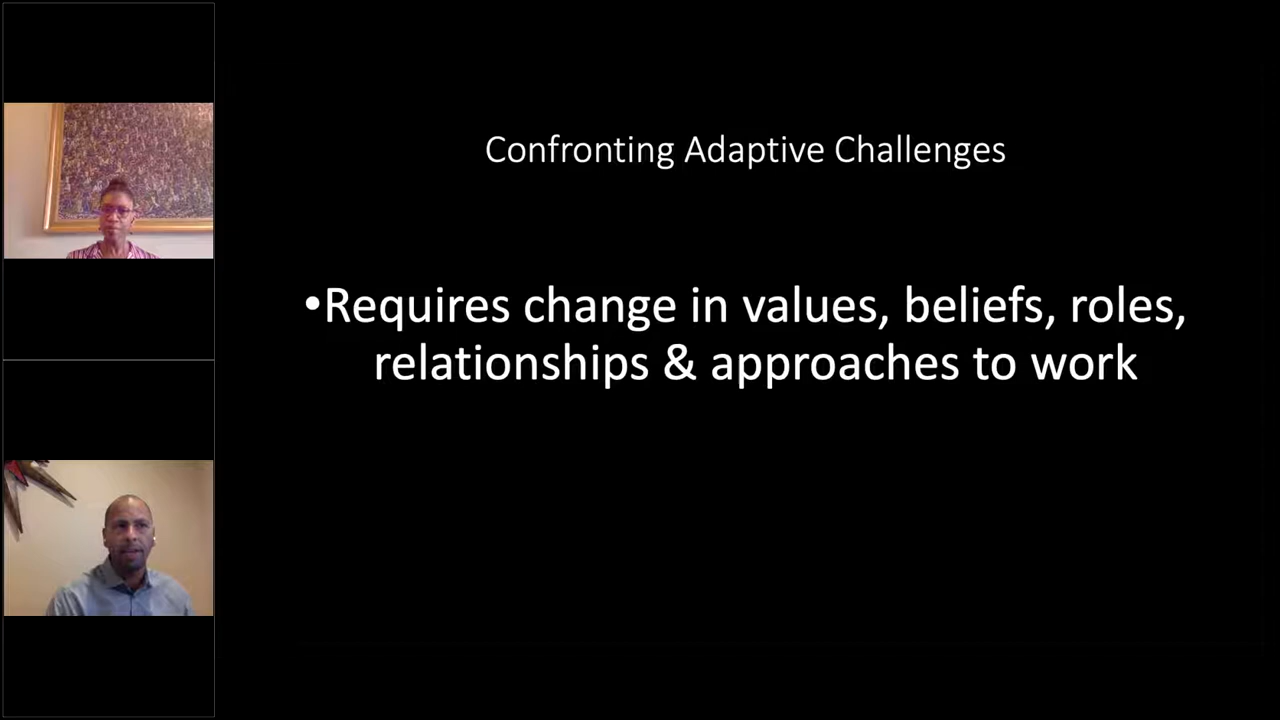 Confronting Adaptive Challenges
•Requires change in values, beliefs, roles,
relationships & approaches to work